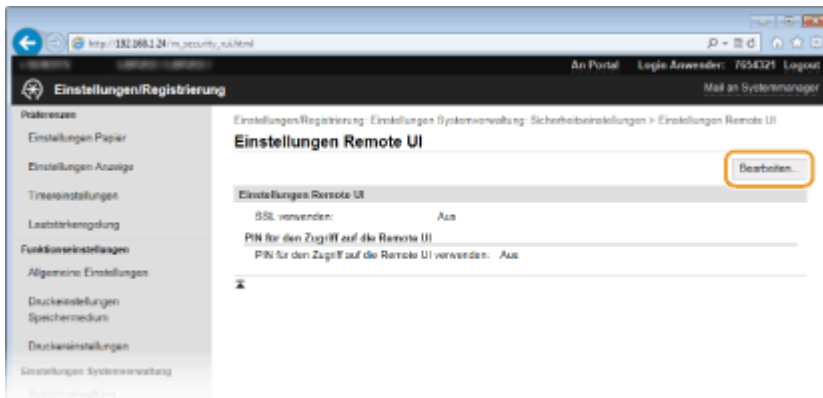 http://192.168.1.24/m_security_rui.html
An Portal Login Anwender: 7654321 Logout
Einstellungen/Registrierung
Mail an Systemmanager
Präferenzen
Einstellungen Papier
Einstellungen Anzeige
Timereinstellungen
Lautstärkeregelung
Funktionseinstellungen
Allgemeine Einstellungen
Druckeinstellungen
Speichermedium
Druckereinstellungen
Einstellungen Systemverwaltung
Einstellungen/Registrierung: Einstellungen Systemverwaltung: Sicherheitseinstellungen > Einstellungen Remote UI
Einstellungen Remote UI
Bearbeiten...
Einstellungen Remote UI
SSL verwenden: Aus
PIN für den Zugriff auf die Remote UI
PIN für den Zugriff auf die Remote UI verwenden: Aus